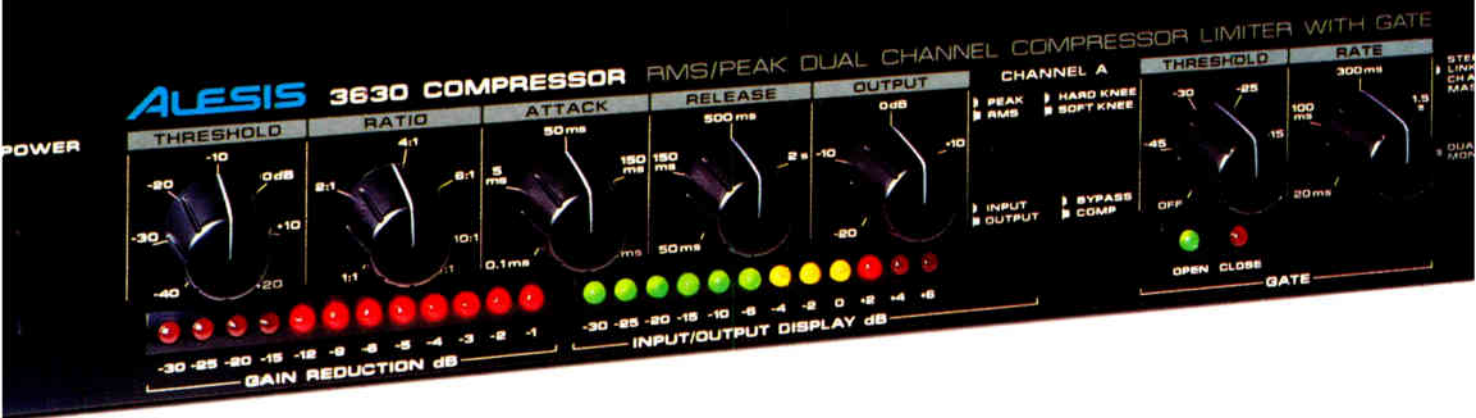 ALESIS 3630 COMPRESSOR RMS/PEAK DUAL CHANNEL COMPRESSOR LIMITER WITH GATE
POWER
THRESHOLD
-40
-30
-20
-10
0dB
+10
+20
RATIO
1:1
2:1
4:1
6:1
10:1
ATTACK
0.1ms
5 ms
50ms
150 ms
ms
RELEASE
50ms
150 ms
500ms
2s
OUTPUT
-20
-10
0dB
+10
CHANNEL A
PEAK
RMS
HARD KNEE
SOFT KNEE
INPUT
OUTPUT
BYPASS
COMP
THRESHOLD
OFF
-45
-30
-25
-15
RATE
20ms
100 ms
300ms
1.5 s
OPEN CLOSE
GATE
-30 -25 -20 -15 -12 -9 -6 -5 -4 -3 -2 -1
GAIN REDUCTION dB
-30 -25 -20 -15 -10 -6 -4 -2 0 +2 +4 +6
INPUT/OUTPUT DISPLAY dB